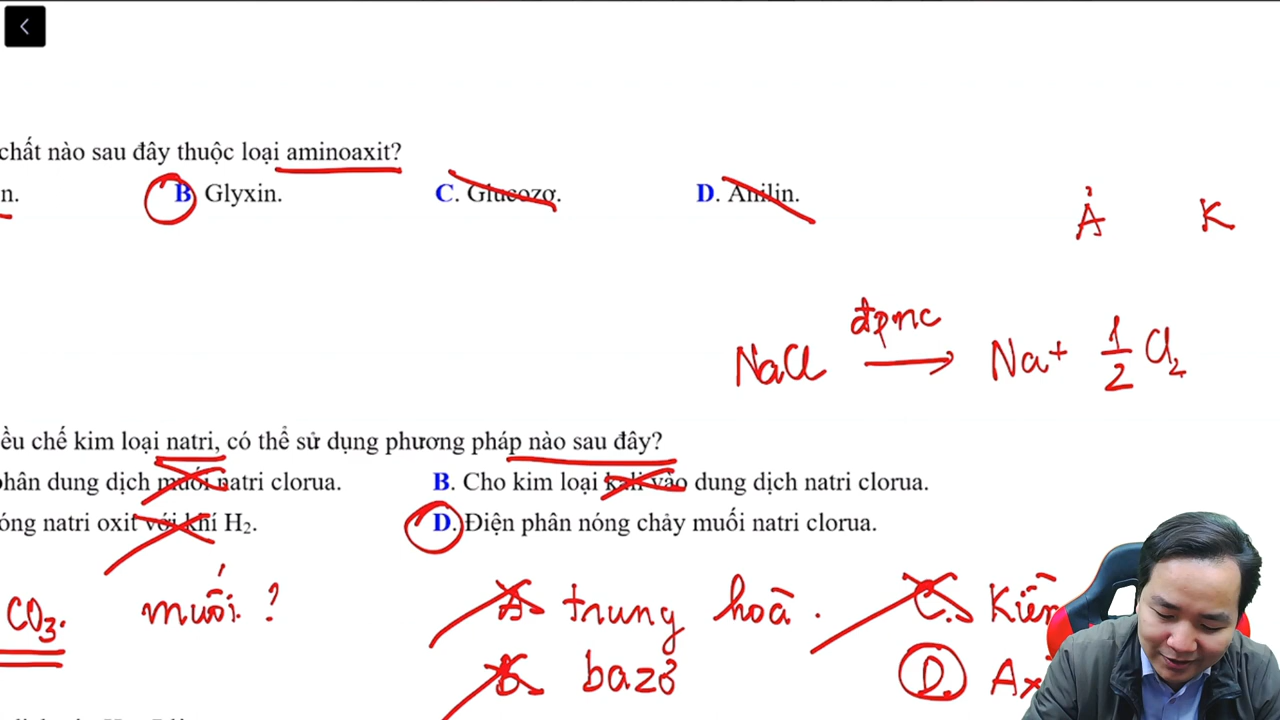 chất nào sau đây thuộc loại aminoaxit?
n. B Glyxin. C. Glucozơ. D. Anilin.
Ả K
đpnc
NaCl → Na + 1/2 Cl₂
ều chế kim loại natri, có thể sử dụng phương pháp nào sau đây?
phân dung dịch muối natri clorua. B. Cho kim loại kali vào dung dịch natri clorua.
óng natri oxit với khí H₂. D. Điện phân nóng chảy muối natri clorua.
CO₃. muối? A. trung hoà. C. Kiềm
B. bazơ D. Ax